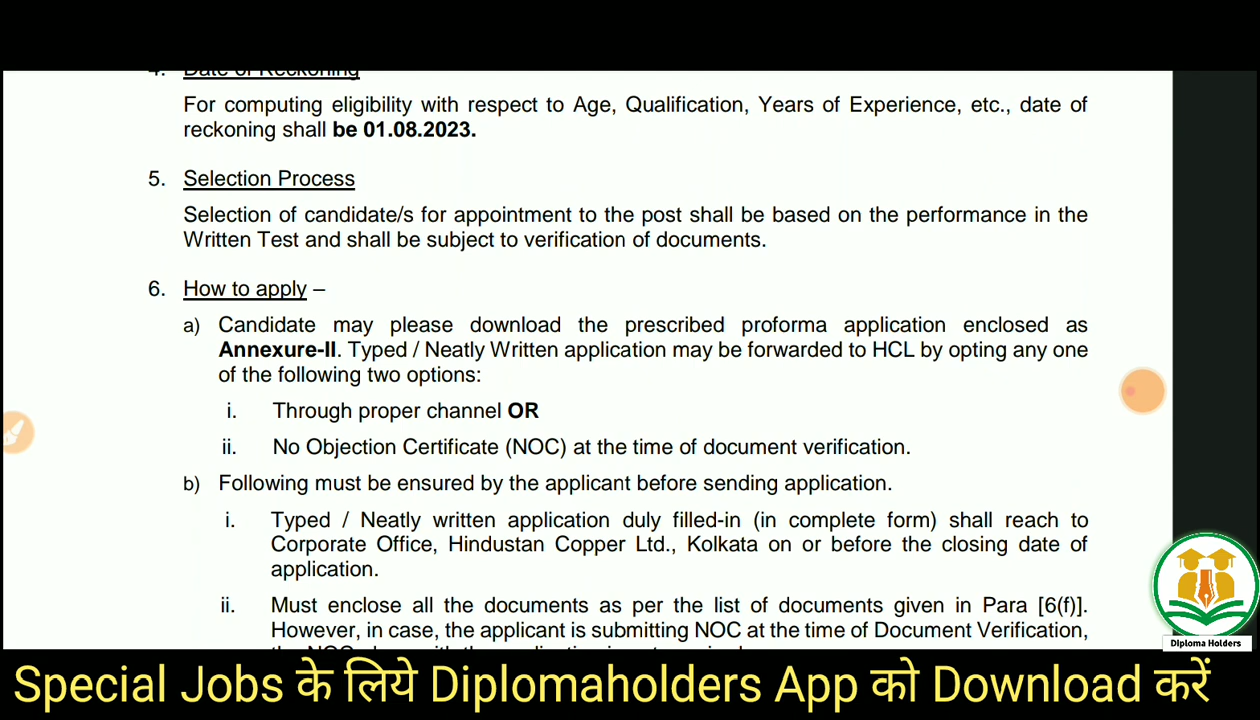 4. Date of Reckoning
For computing eligibility with respect to Age, Qualification, Years of Experience, etc., date of
reckoning shall be 01.08.2023.
5. Selection Process
Selection of candidate/s for appointment to the post shall be based on the performance in the
Written Test and shall be subject to verification of documents.
6. How to apply –
a) Candidate may please download the prescribed proforma application enclosed as
Annexure-II. Typed / Neatly Written application may be forwarded to HCL by opting any one
of the following two options:
i. Through proper channel OR
ii. No Objection Certificate (NOC) at the time of document verification.
b) Following must be ensured by the applicant before sending application.
i. Typed / Neatly written application duly filled-in (in complete form) shall reach to
Corporate Office, Hindustan Copper Ltd., Kolkata on or before the closing date of
application.
ii. Must enclose all the documents as per the list of documents given in Para [6(f)].
However, in case, the applicant is submitting NOC at the time of Document Verification,
Diploma Holders
Special Jobs के लिये Diplomaholders App को Download करें